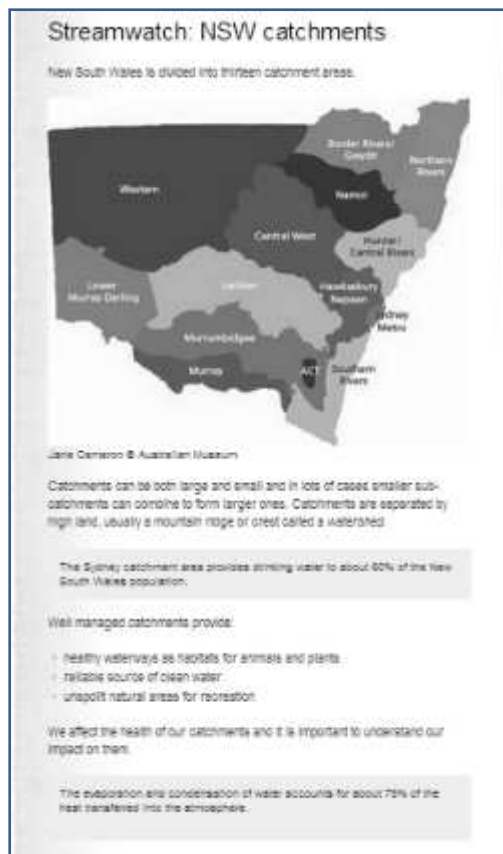 Streamwatch: NSW catchments
New South Wales is divided into thirteen catchment areas.
Border Rivers/
Gwydir
Northern
Rivers
Western
Namoi
Central West
Hunter/
Central Rivers
Lower
Murray Darling
Lachlan
Hawkesbury
Nepean
Sydney
Metro
Murrumbidgee
Murray
ACT
Southern
Rivers
Jane Cameron © Australian Museum
Catchments can be both large and small and in lots of cases smaller sub-
catchments can combine to form larger ones. Catchments are separated by
high land, usually a mountain ridge or crest called a watershed.
The Sydney catchment area provides drinking water to about 60% of the New
South Wales population.
Well managed catchments provide:
healthy waterways as habitats for animals and plants
reliable source of clean water
unspoilt natural areas for recreation
We affect the health of our catchments and it is important to understand our
impact on them.
The evaporation and condensation of water accounts for about 75% of the
heat transferred into the atmosphere.